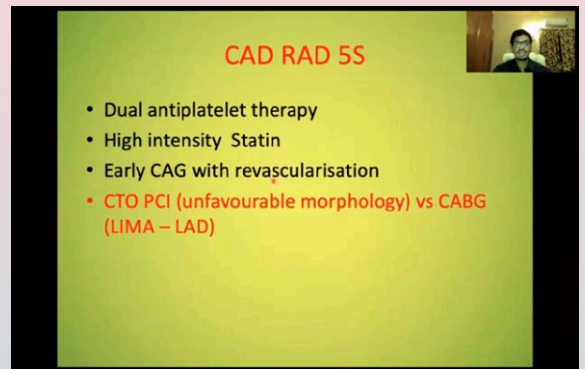 CAD RAD 5S
• Dual antiplatelet therapy
• High intensity Statin
• Early CAG with revascularisation
• CTO PCI (unfavourable morphology) vs CABG
(LIMA – LAD)